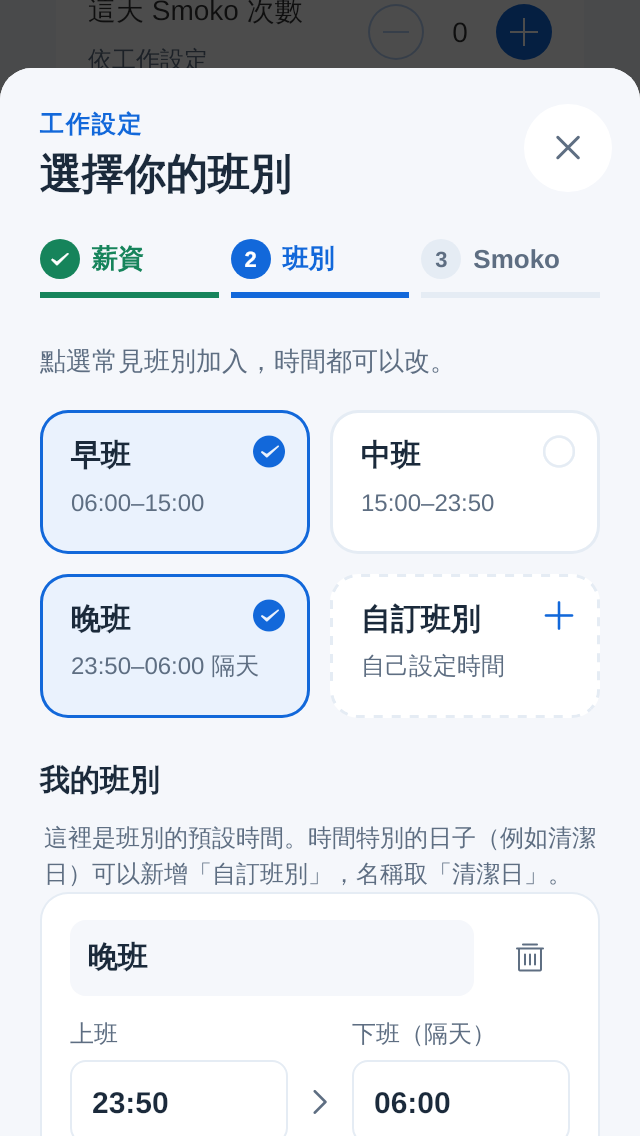 這天 Smoko 次數
0
依工作設定
工作設定
選擇你的班別
薪資
2 班別
3 Smoko
點選常見班別加入，時間都可以改。
早班
06:00–15:00
中班
15:00–23:50
晚班
23:50–06:00 隔天
自訂班別
自己設定時間
我的班別
這裡是班別的預設時間。時間特別的日子（例如清潔
日）可以新增「自訂班別」，名稱取「清潔日」。
晚班
上班
下班（隔天）
23:50
06:00